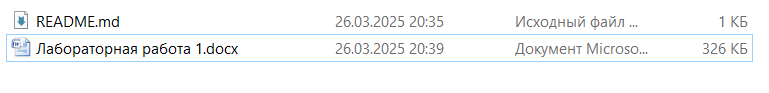 README.md 26.03.2025 20:35 Исходный файл ... 1 КБ
Лабораторная работа 1.docx 26.03.2025 20:39 Документ Microso... 326 КБ